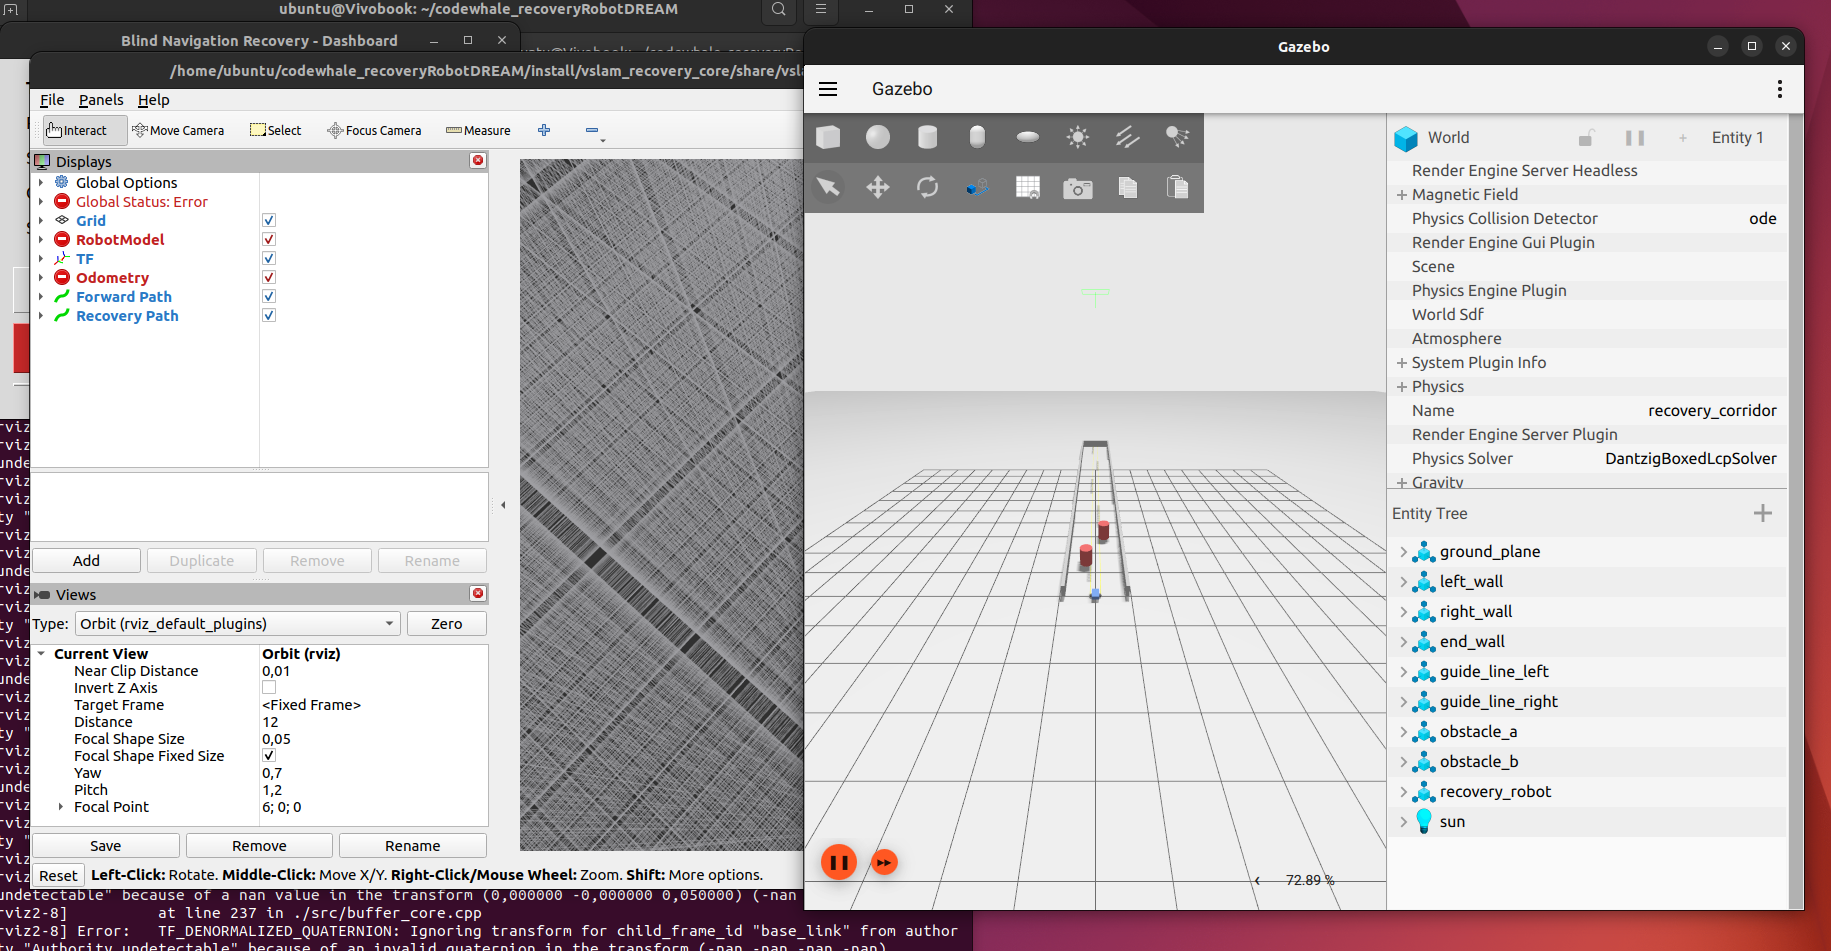 ubuntu@Vivobook: ~/codewhale_recoveryRobotDREAM
Blind Navigation Recovery - Dashboard
/home/ubuntu/codewhale_recoveryRobotDREAM/install/vslam_recovery_core/share/vsl
File Panels Help
Interact Move Camera Select Focus Camera Measure
Displays
Global Options
Global Status: Error
Grid
RobotModel
TF
Odometry
Forward Path
Recovery Path
Add Duplicate Remove Rename
Views
Type: Orbit (rviz_default_plugins) Zero
Current View Orbit (rviz)
Near Clip Distance 0,01
Invert Z Axis
Target Frame <Fixed Frame>
Distance 12
Focal Shape Size 0,05
Focal Shape Fixed Size
Yaw 0,7
Pitch 1,2
Focal Point 6; 0; 0
Save Remove Rename
Reset Left-Click: Rotate. Middle-Click: Move X/Y. Right-Click/Mouse Wheel: Zoom. Shift: More options.
undetectable" because of a nan value in the transform (0,000000 -0,000000 0,050000) (-nan
rviz2-8] at line 237 in ./src/buffer_core.cpp
rviz2-8] Error: TF_DENORMALIZED_QUATERNION: Ignoring transform for child_frame_id "base_link" from author
ty "Authority undetectable" because of an invalid quaternion in the transform (-nan -nan -nan -nan)
Gazebo
Gazebo
72.89 %
World Entity 1
Render Engine Server Headless
Magnetic Field
Physics Collision Detector ode
Render Engine Gui Plugin
Scene
Physics Engine Plugin
World Sdf
Atmosphere
System Plugin Info
Physics
Name recovery_corridor
Render Engine Server Plugin
Physics Solver DantzigBoxedLcpSolver
Gravity
Entity Tree
ground_plane
left_wall
right_wall
end_wall
guide_line_left
guide_line_right
obstacle_a
obstacle_b
recovery_robot
sun